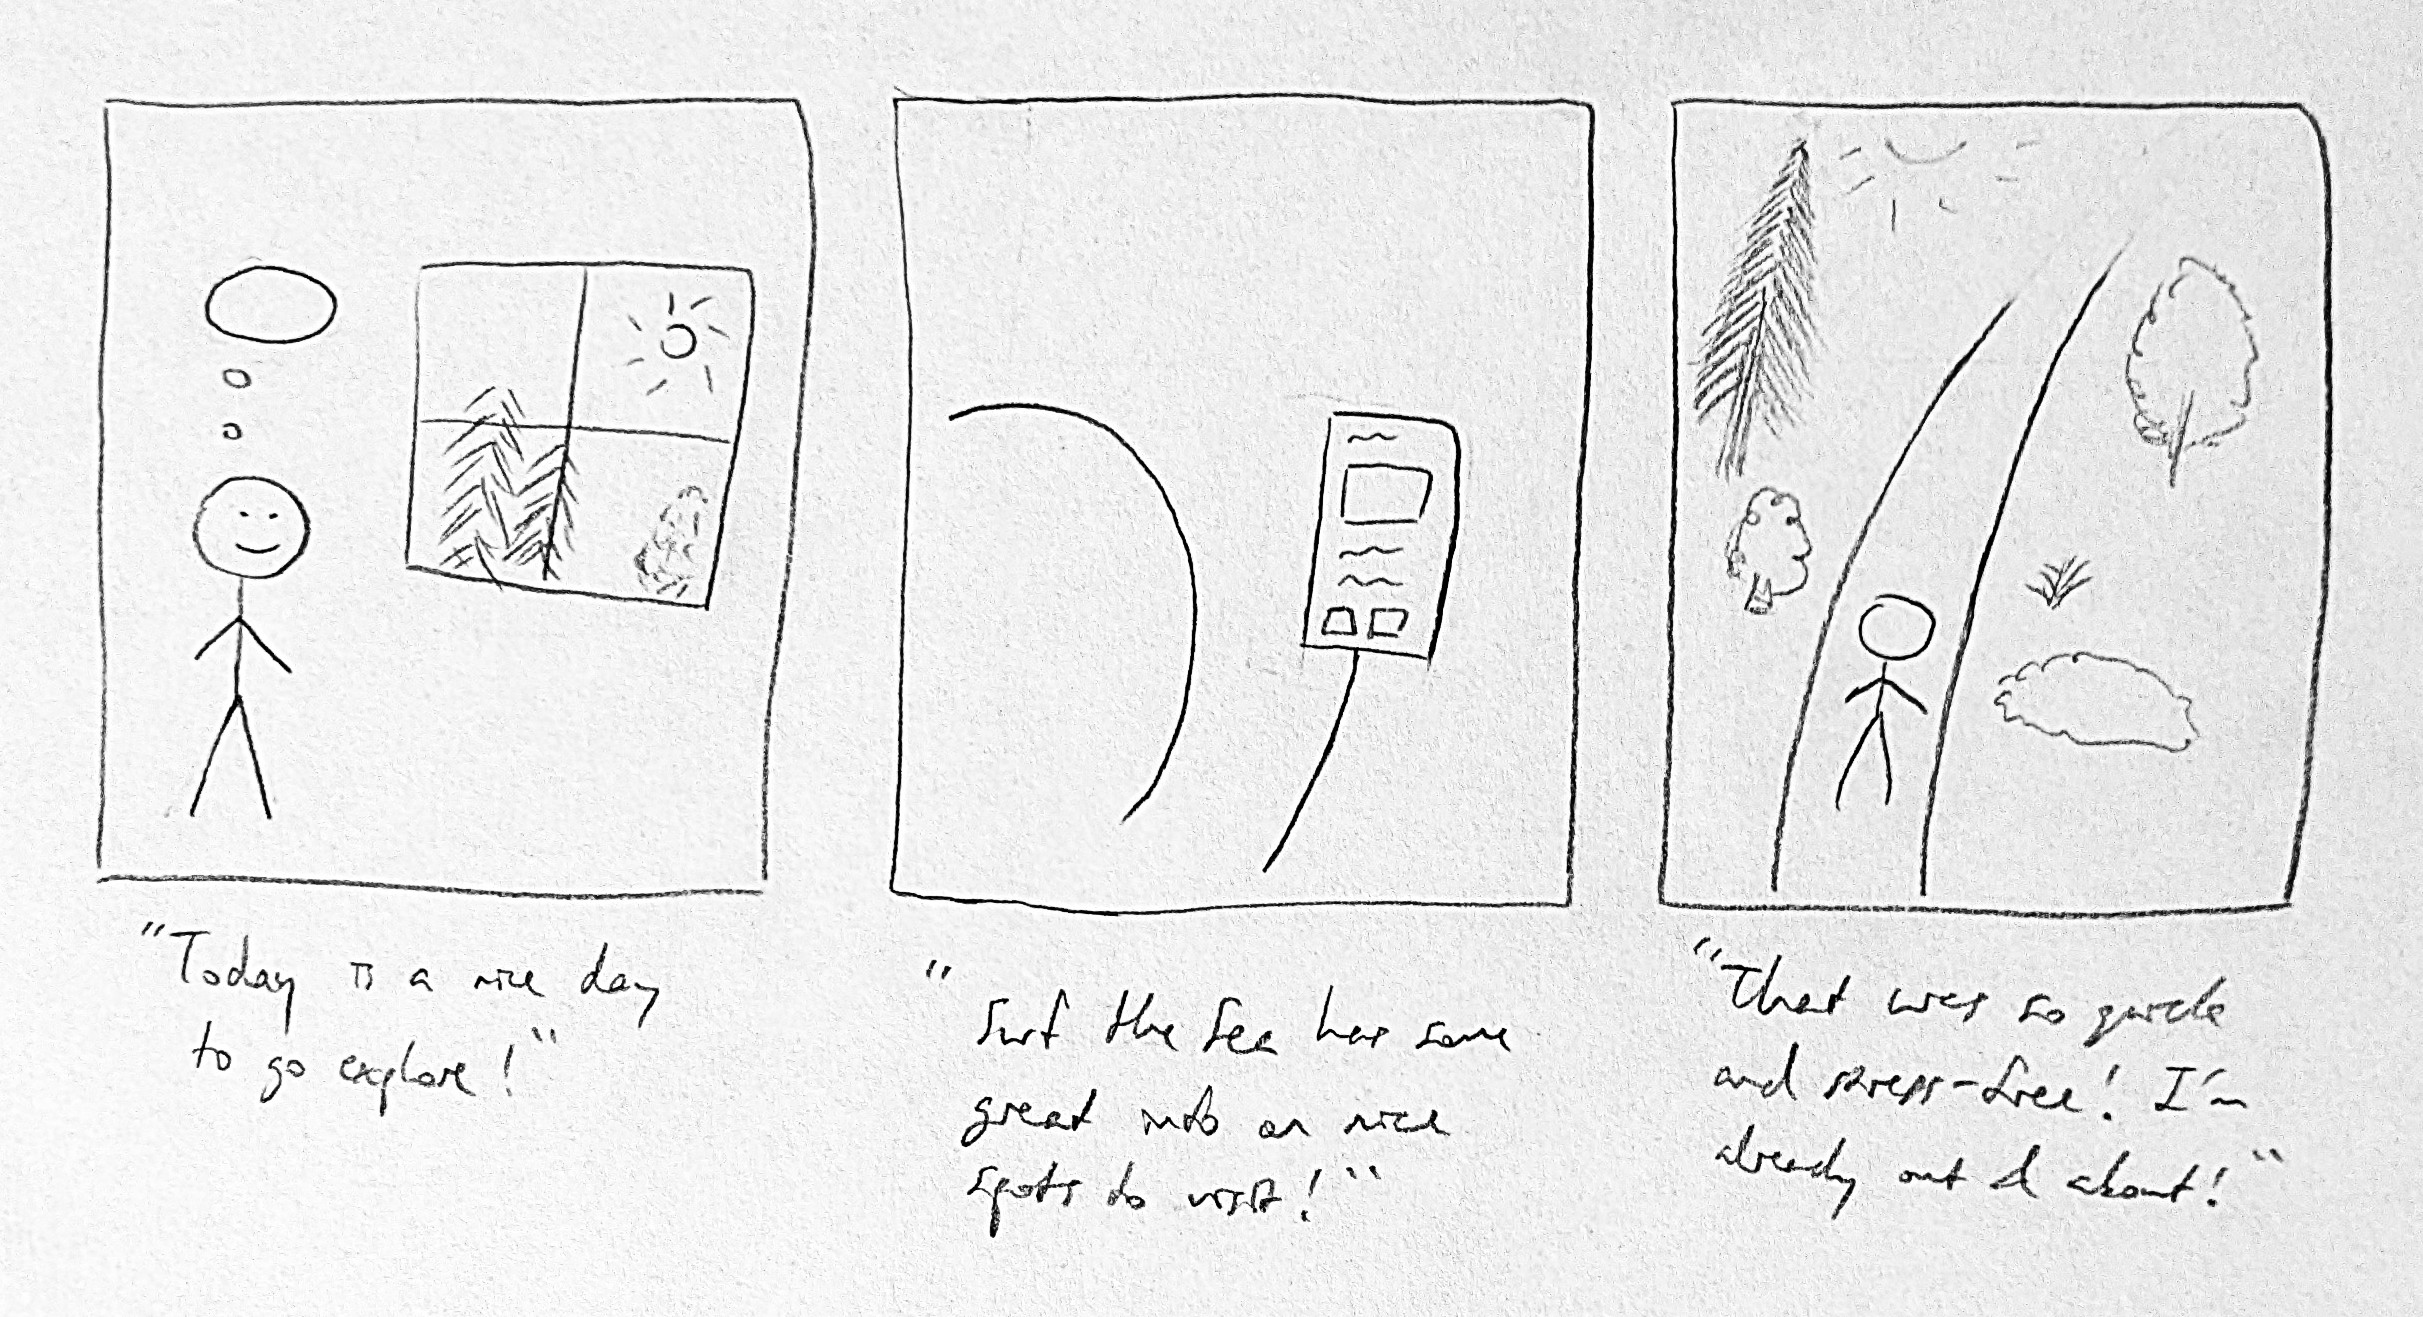 "Today is a nice day
to go explore!"
"
Surf the Sea has some
great info on nice
spots to visit!"
"That was so quick
and stress-free! I'm
already out & about!"